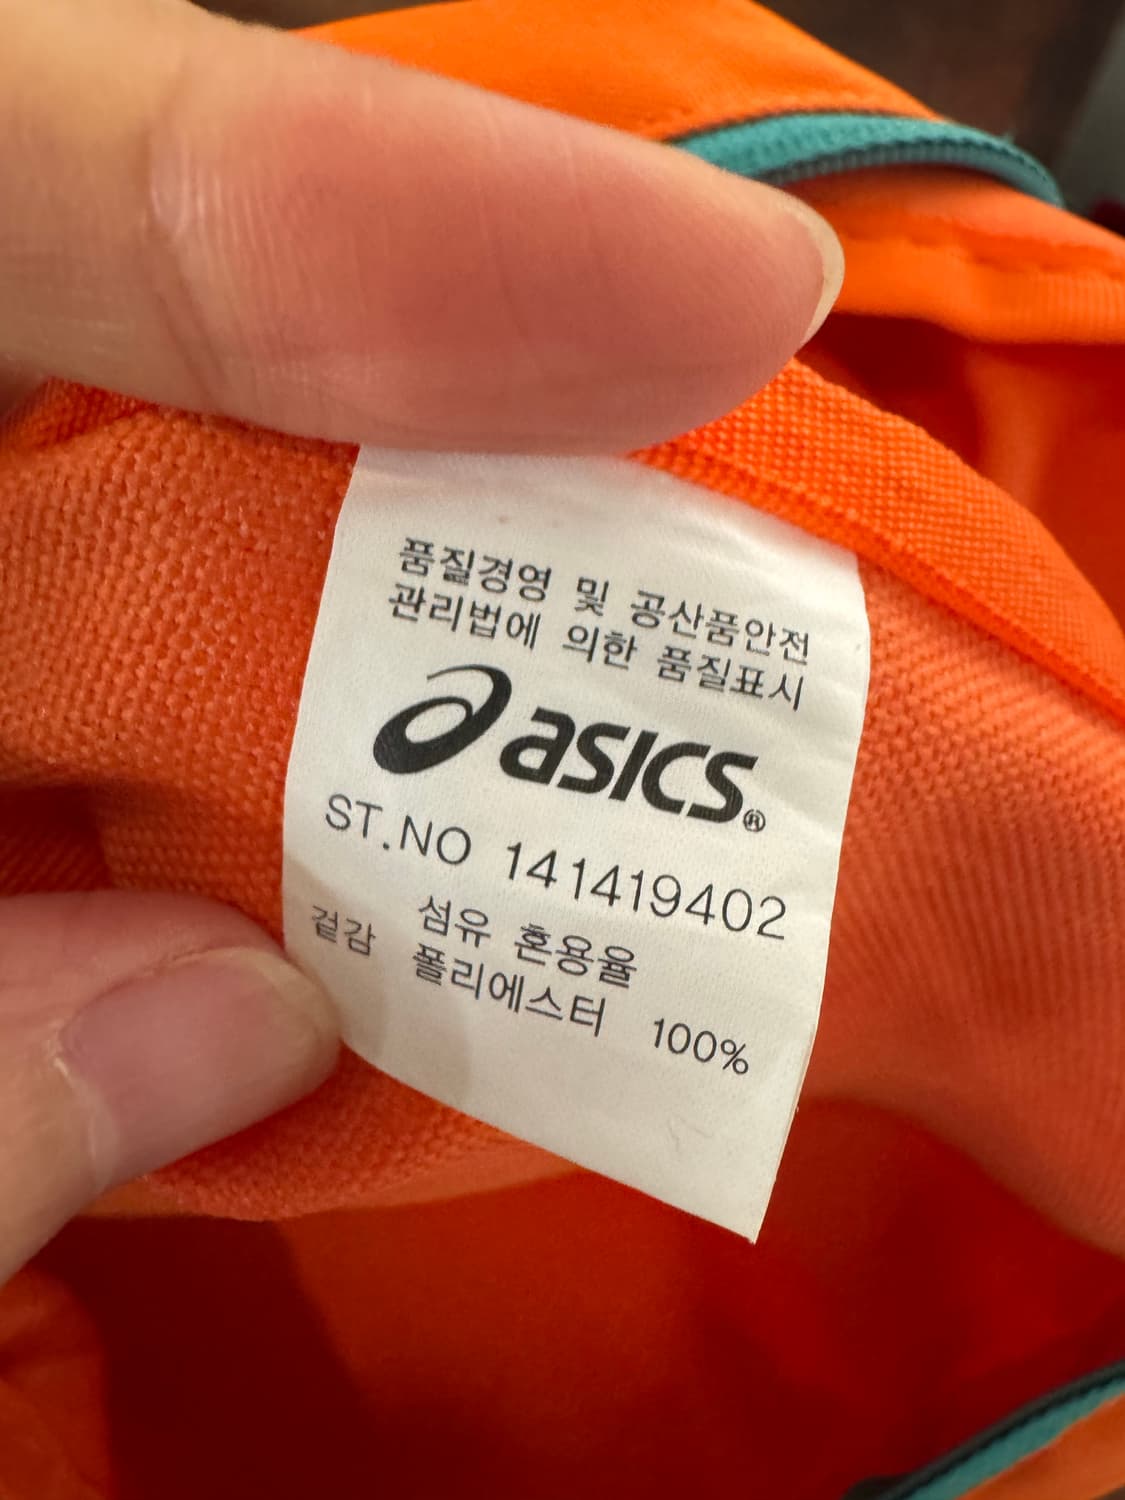 품질경영 및 공산품안전
관리법에 의한 품질표시
asics®
ST.NO 141419402
섬유 혼용율
겉감 폴리에스터 100%